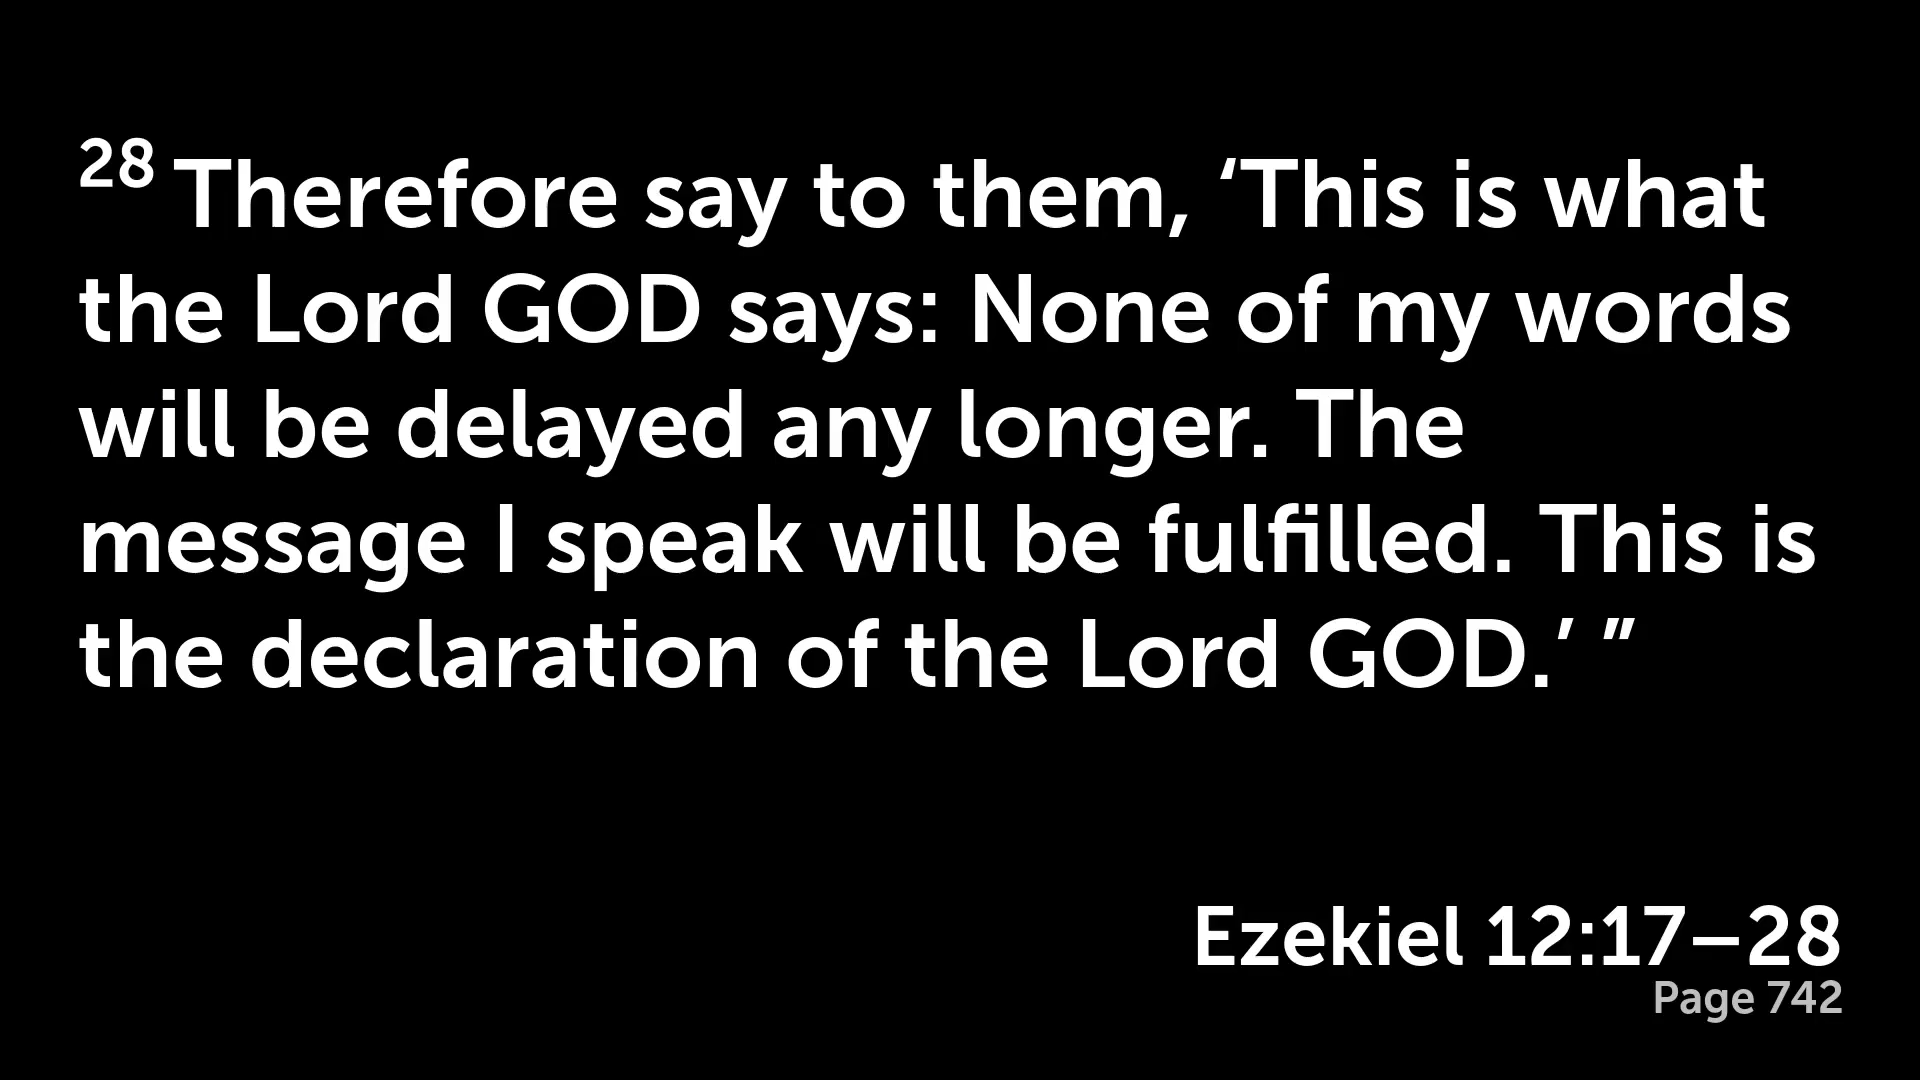 28 Therefore say to them, ‘This is what
the Lord GOD says: None of my words
will be delayed any longer. The
message I speak will be fulfilled. This is
the declaration of the Lord GOD.’ ”
Ezekiel 12:17–28
Page 742